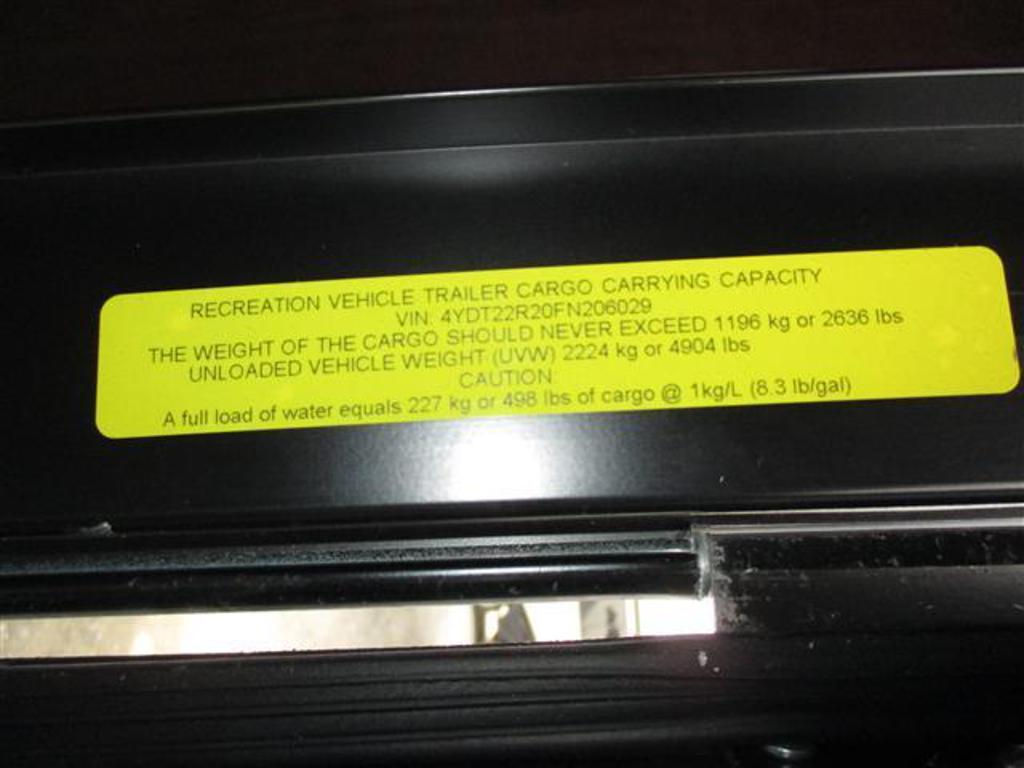 RECREATION VEHICLE TRAILER CARGO CARRYING CAPACITY
VIN: 4YDT22R20FN206029
THE WEIGHT OF THE CARGO SHOULD NEVER EXCEED 1196 kg or 2636 lbs
UNLOADED VEHICLE WEIGHT (UVW) 2224 kg or 4904 lbs
CAUTION:
A full load of water equals 227 kg or 498 lbs of cargo @ 1kg/L (8.3 lb/gal)